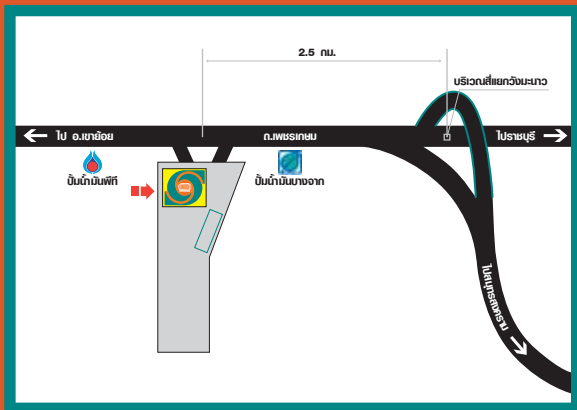 2.5 กม.
บริเวณสี่แยกวังมะนาว
ไป อ.เขาย้อย
ถ.เพชรเกษม
ไปราชบุรี
ปั๊มน้ำมันพีที
ปั๊มน้ำมันบางจาก
ไปสมุทรสงคราม